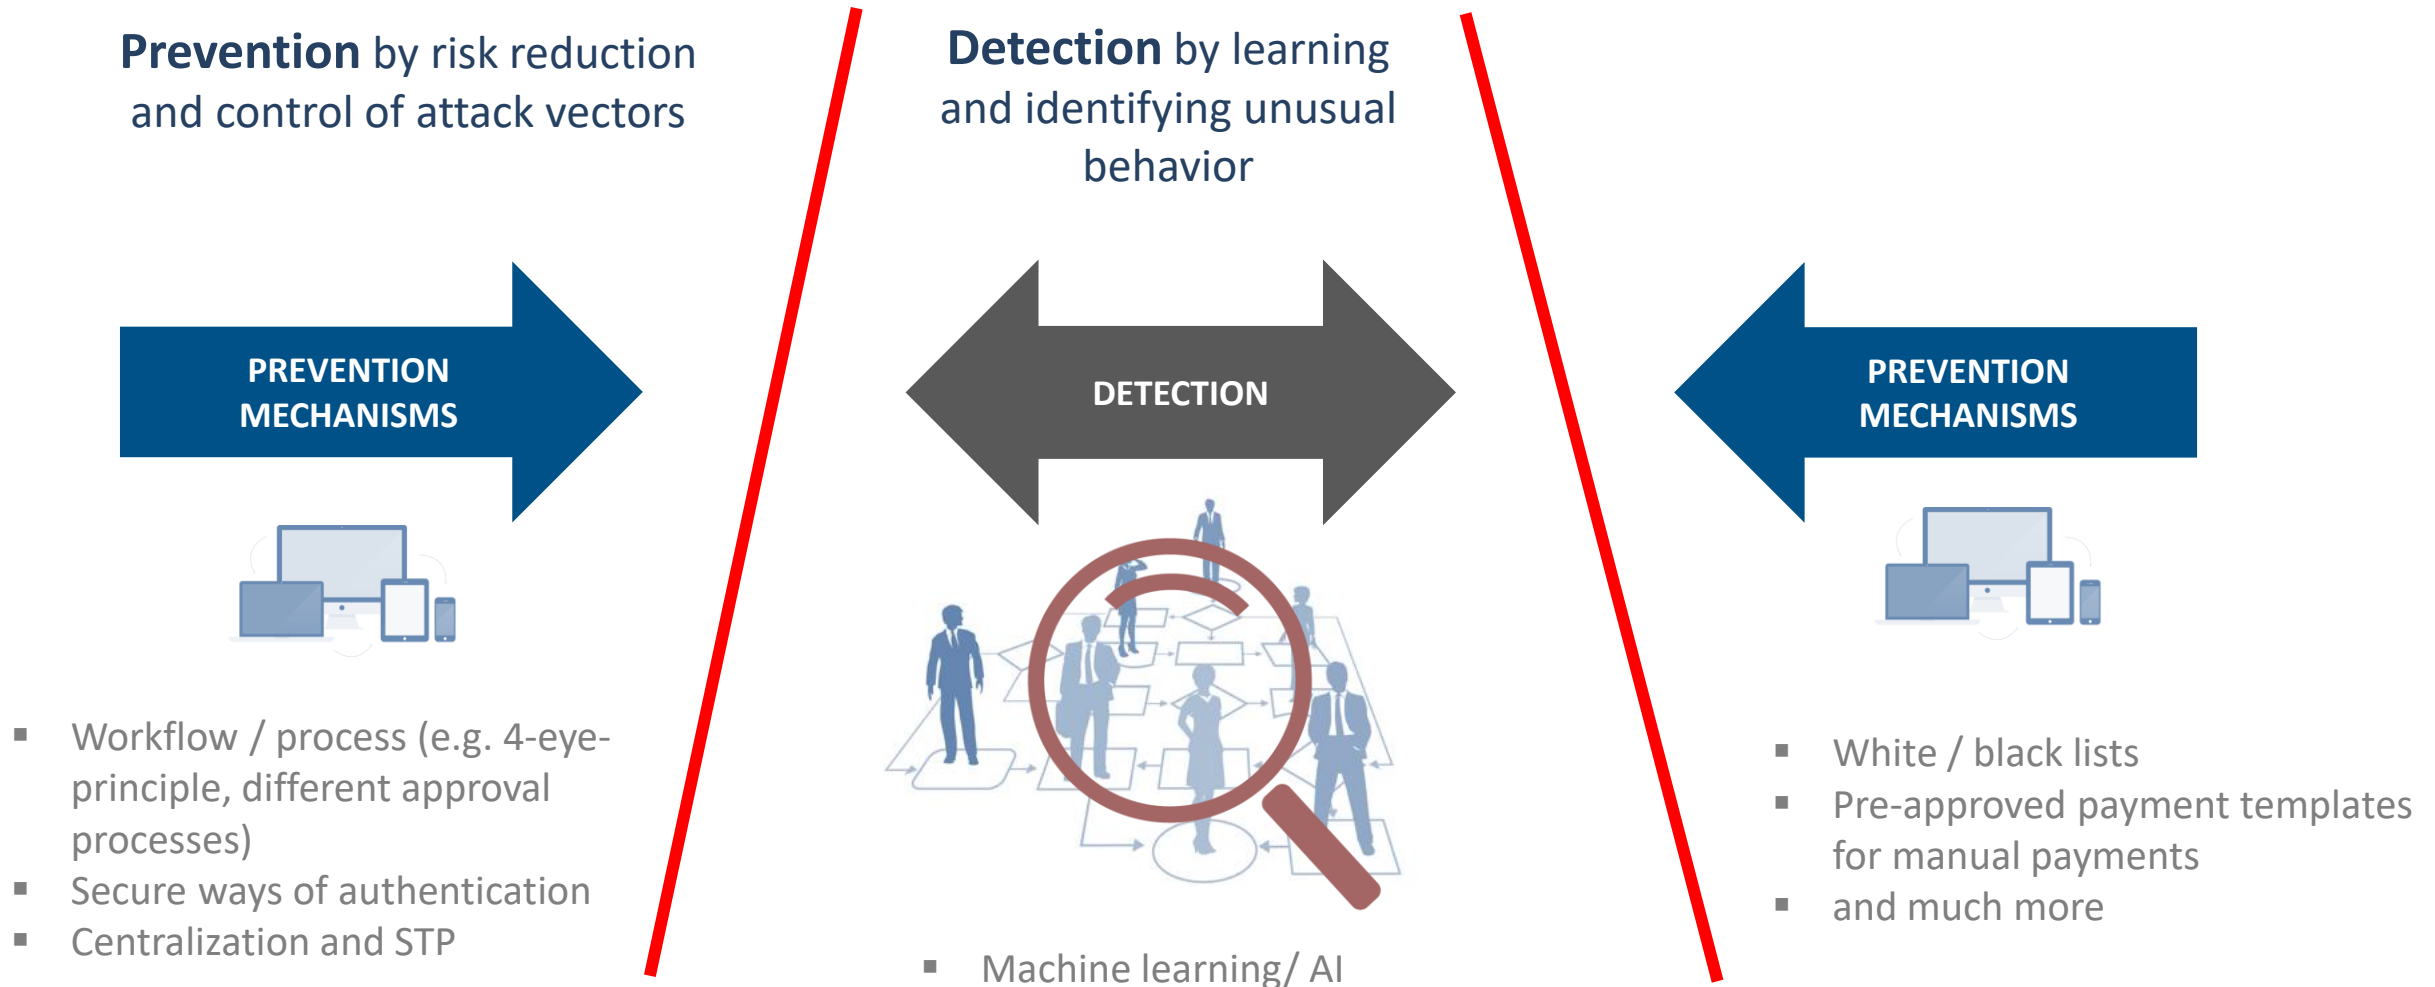 Prevention by risk reduction
and control of attack vectors
Detection by learning
and identifying unusual
behavior
PREVENTION
MECHANISMS
DETECTION
PREVENTION
MECHANISMS
▪ Workflow / process (e.g. 4-eye-
principle, different approval
processes)
▪ Secure ways of authentication
▪ Centralization and STP
▪ Machine learning/ AI
▪ White / black lists
▪ Pre-approved payment templates
for manual payments
▪ and much more